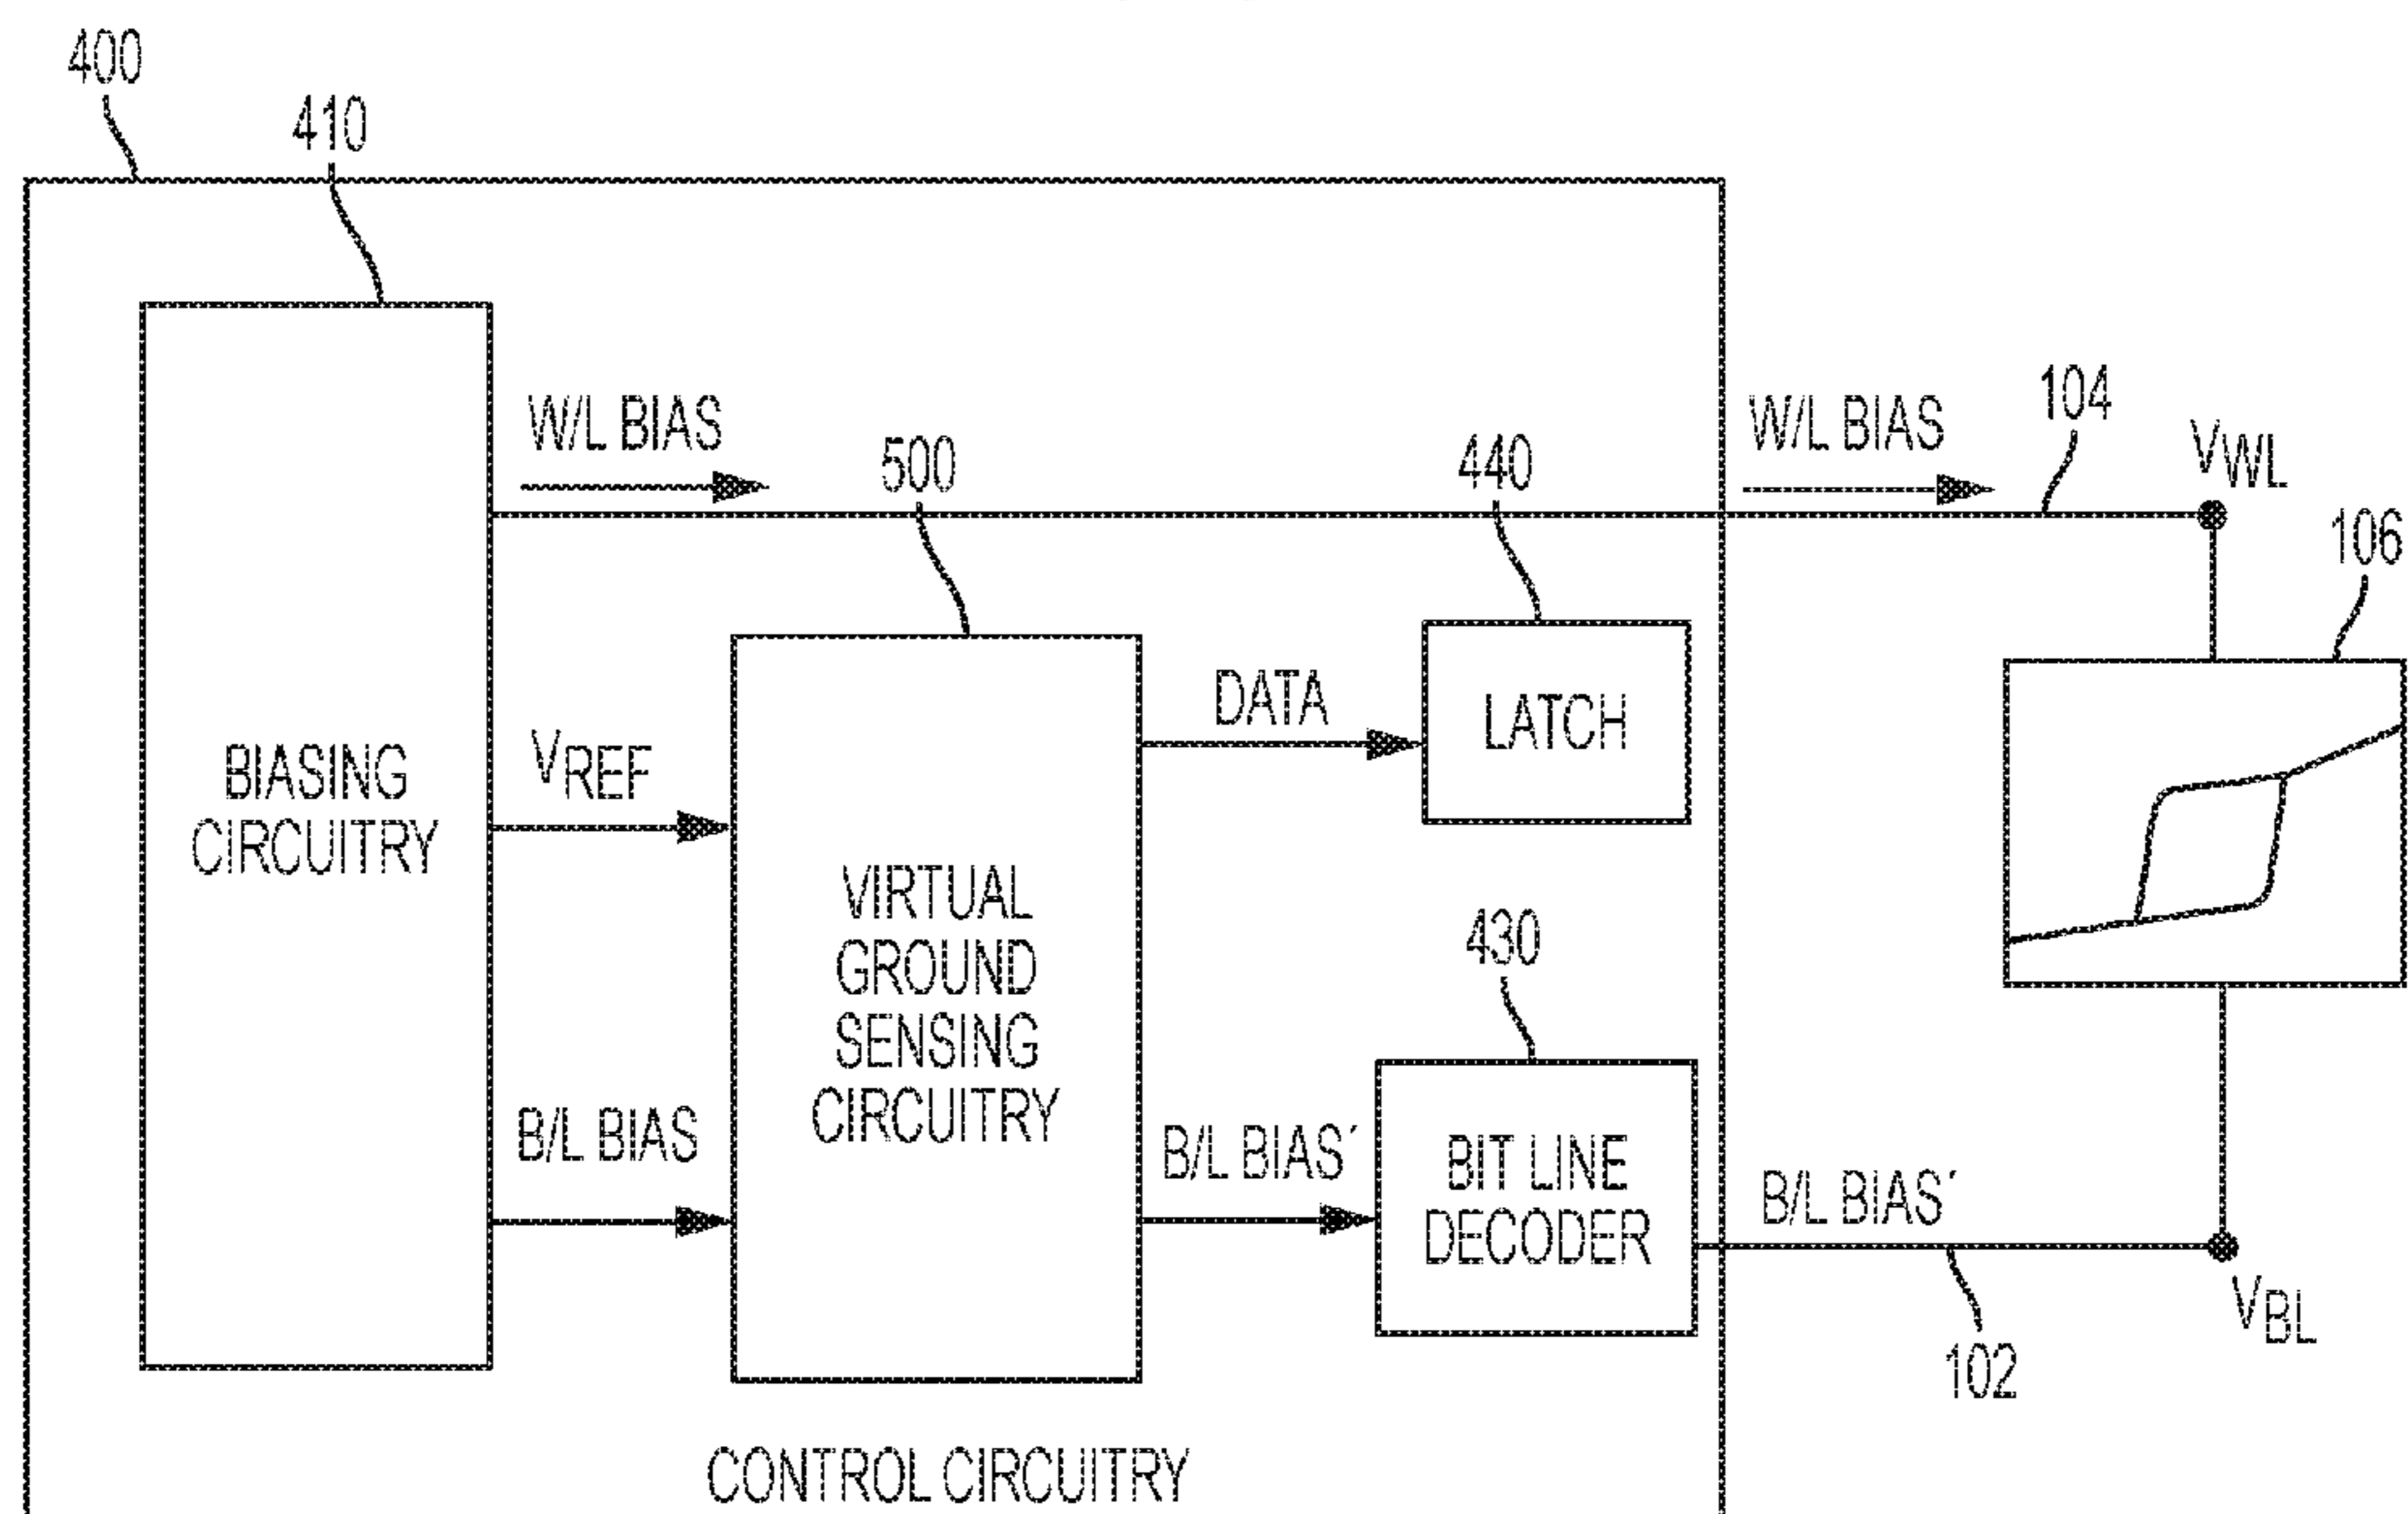 400
410
W/L BIAS
500
440
W/L BIAS
104
VWL
106
BIASING
CIRCUITRY
VREF
DATA
LATCH
VIRTUAL
GROUND
SENSING
CIRCUITRY
430
B/L BIAS
B/L BIAS´
BIT LINE
DECODER
B/L BIAS´
102
VBL
CONTROL CIRCUITRY